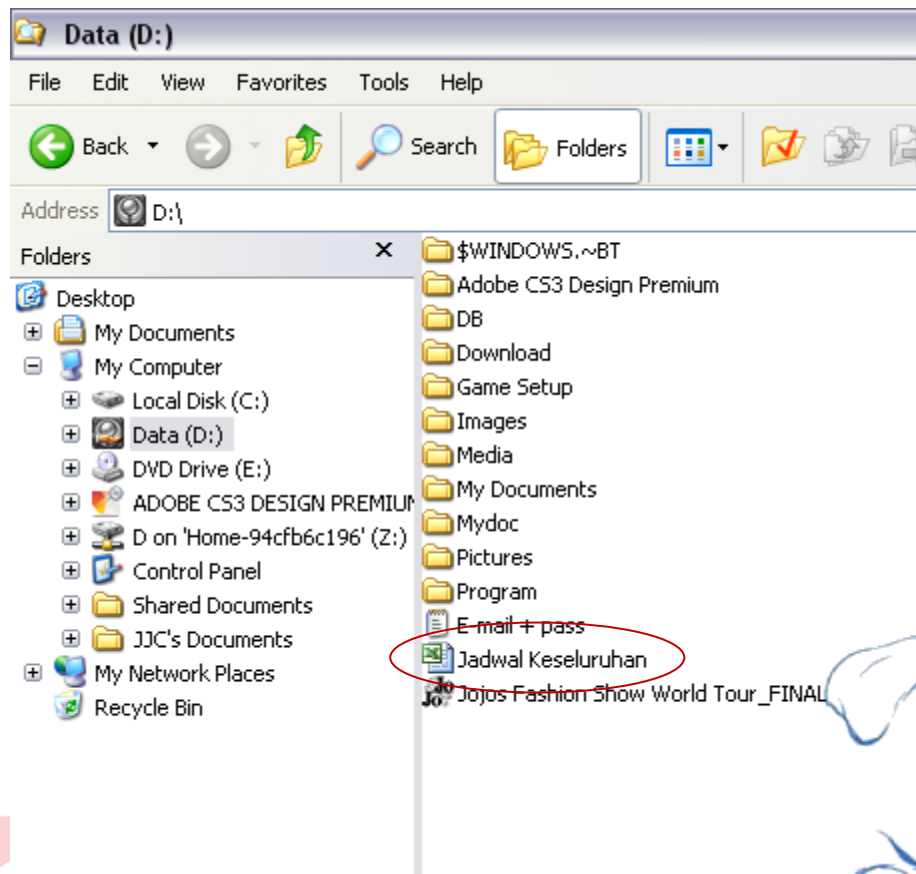 Data (D:)
File Edit View Favorites Tools Help
Back Search Folders
Address D:\
Folders
Desktop
My Documents
My Computer
Local Disk (C:)
Data (D:)
DVD Drive (E:)
ADOBE CS3 DESIGN PREMIUM
D on 'Home-94cfb6c196' (Z:)
Control Panel
Shared Documents
JJC's Documents
My Network Places
Recycle Bin
$WINDOWS.~BT
Adobe CS3 Design Premium
DB
Download
Game Setup
Images
Media
My Documents
Mydoc
Pictures
Program
E-mail + pass
Jadwal Keseluruhan
Jojos Fashion Show World Tour_FINAL